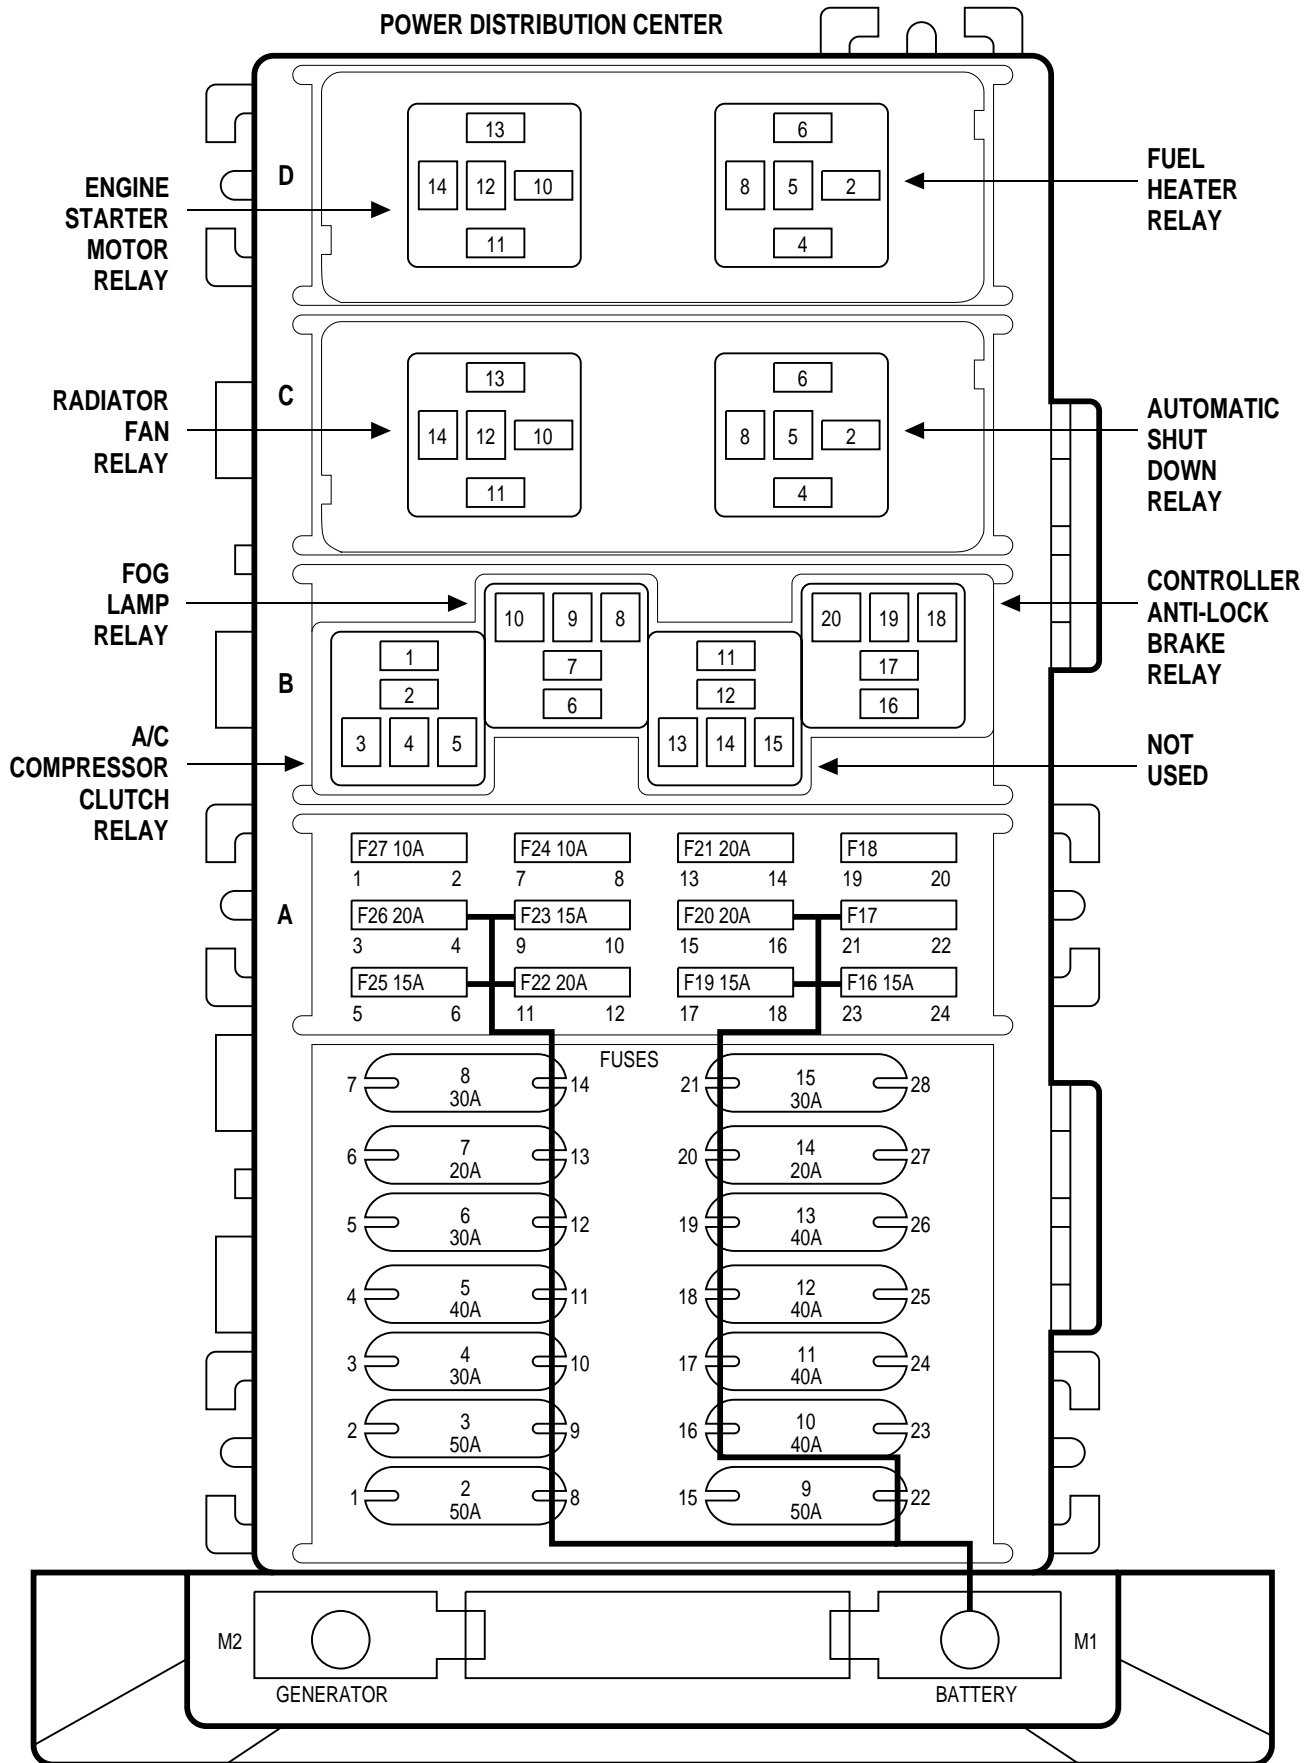 POWER DISTRIBUTION CENTER
D
ENGINE
STARTER
MOTOR
RELAY
13
14 12 10
11
6
8 5 2
4
FUEL
HEATER
RELAY
C
RADIATOR
FAN
RELAY
13
14 12 10
11
6
8 5 2
4
AUTOMATIC
SHUT
DOWN
RELAY
B
FOG
LAMP
RELAY
10 9 8
7
6
20 19 18
17
16
CONTROLLER
ANTI-LOCK
BRAKE
RELAY
A/C
COMPRESSOR
CLUTCH
RELAY
1
2
3 4 5
11
12
13 14 15
NOT
USED
A
F27 10A F24 10A F21 20A F18
1 2 7 8 13 14 19 20
F26 20A F23 15A F20 20A F17
3 4 9 10 15 16 21 22
F25 15A F22 20A F19 15A F16 15A
5 6 11 12 17 18 23 24
FUSES
7 8 14 21 15 28
30A 30A
6 7 13 20 14 27
20A 20A
5 6 12 19 13 26
30A 40A
4 5 11 18 12 25
40A 40A
3 4 10 17 11 24
30A 40A
2 3 9 16 10 23
50A 40A
1 2 8 15 9 22
50A 50A
M2 M1
GENERATOR BATTERY